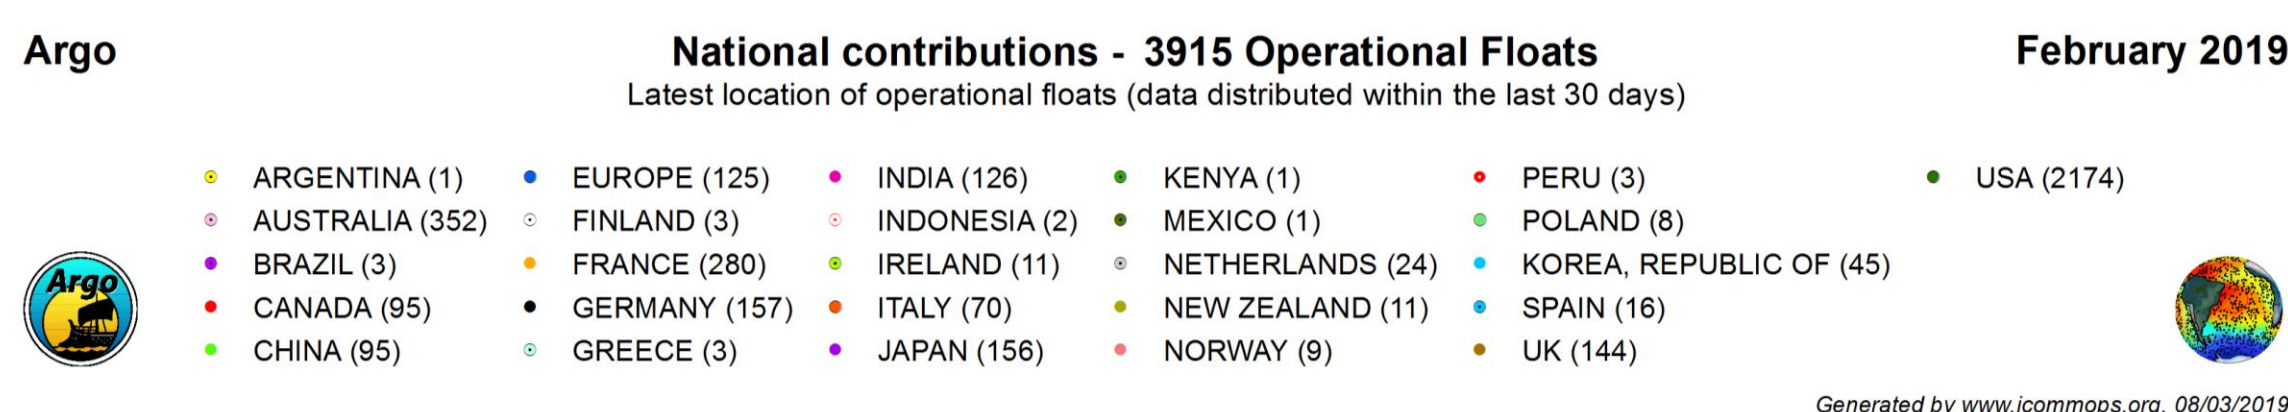 Argo
National contributions - 3915 Operational Floats
February 2019
Latest location of operational floats (data distributed within the last 30 days)
ARGENTINA (1)
AUSTRALIA (352)
BRAZIL (3)
CANADA (95)
CHINA (95)
EUROPE (125)
FINLAND (3)
FRANCE (280)
GERMANY (157)
GREECE (3)
INDIA (126)
INDONESIA (2)
IRELAND (11)
ITALY (70)
JAPAN (156)
KENYA (1)
MEXICO (1)
NETHERLANDS (24)
NEW ZEALAND (11)
NORWAY (9)
PERU (3)
POLAND (8)
KOREA, REPUBLIC OF (45)
SPAIN (16)
UK (144)
USA (2174)
Argo
Generated by www.jcommops.org, 08/03/2019